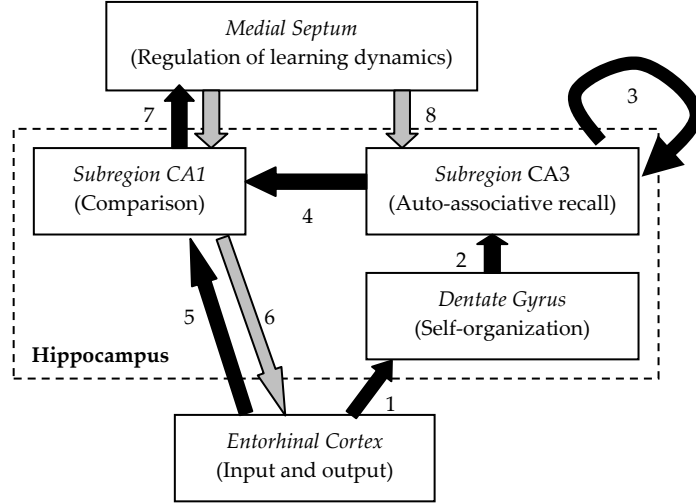 Medial Septum
(Regulation of learning dynamics)
7
8
3
Subregion CA1
(Comparison)
Subregion CA3
(Auto-associative recall)
4
2
Dentate Gyrus
(Self-organization)
5
6
Hippocampus
1
Entorhinal Cortex
(Input and output)